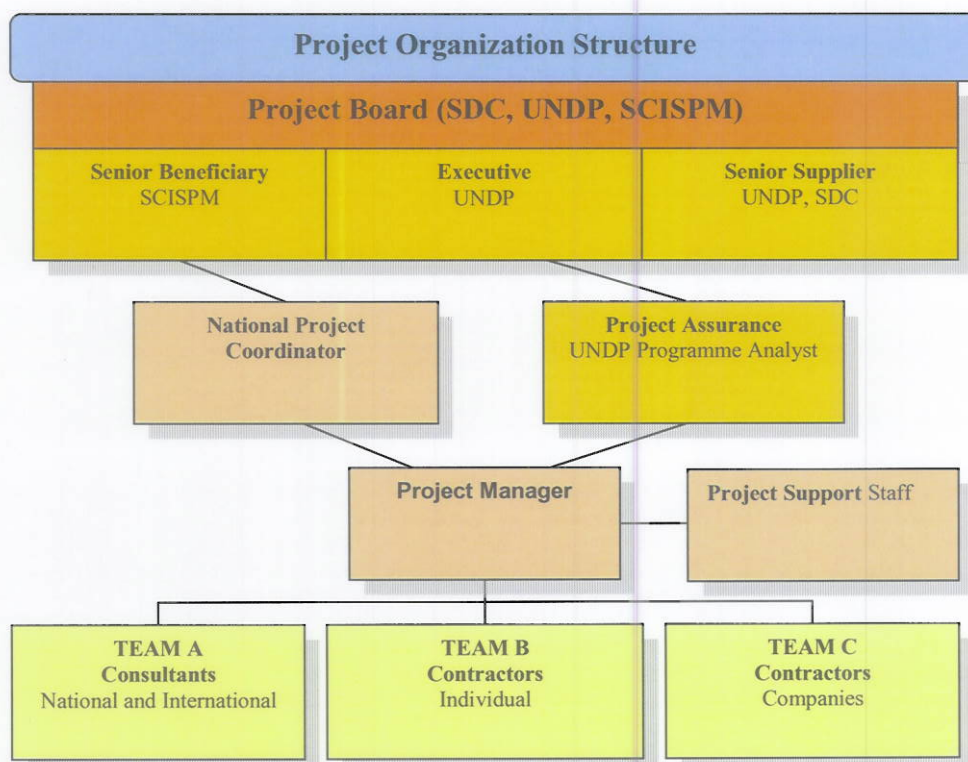 Project Organization Structure
Project Board (SDC, UNDP, SCISPM)
Senior Beneficiary
SCISPM
Executive
UNDP
Senior Supplier
UNDP, SDC
National Project
Coordinator
Project Assurance
UNDP Programme Analyst
Project Manager
Project Support Staff
TEAM A
Consultants
National and International
TEAM B
Contractors
Individual
TEAM C
Contractors
Companies